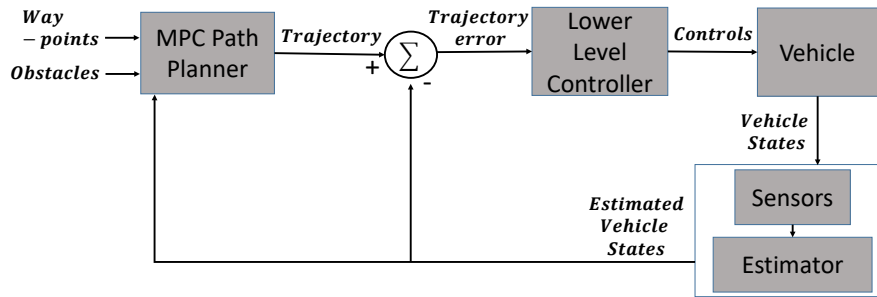 Way
−points
Obstacles
MPC Path
Planner
Trajectory
+
∑
-
Trajectory
error
Lower
Level
Controller
Controls
Vehicle
Vehicle
States
Sensors
Estimator
Estimated
Vehicle
States